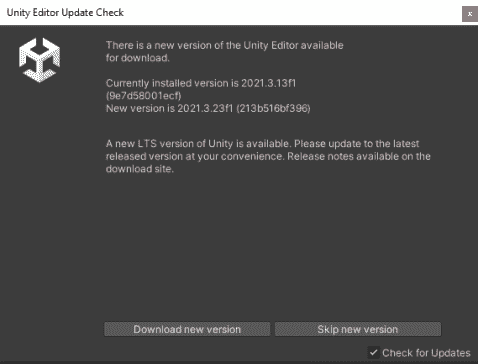 Unity Editor Update Check
x
There is a new version of the Unity Editor available
for download.
Currently installed version is 2021.3.13f1
(9e7d58001ecf)
New version is 2021.3.23f1 (213b516bf396)
A new LTS version of Unity is available. Please update to the latest
released version at your convenience. Release notes available on the
download site.
Download new version
Skip new version
Check for Updates